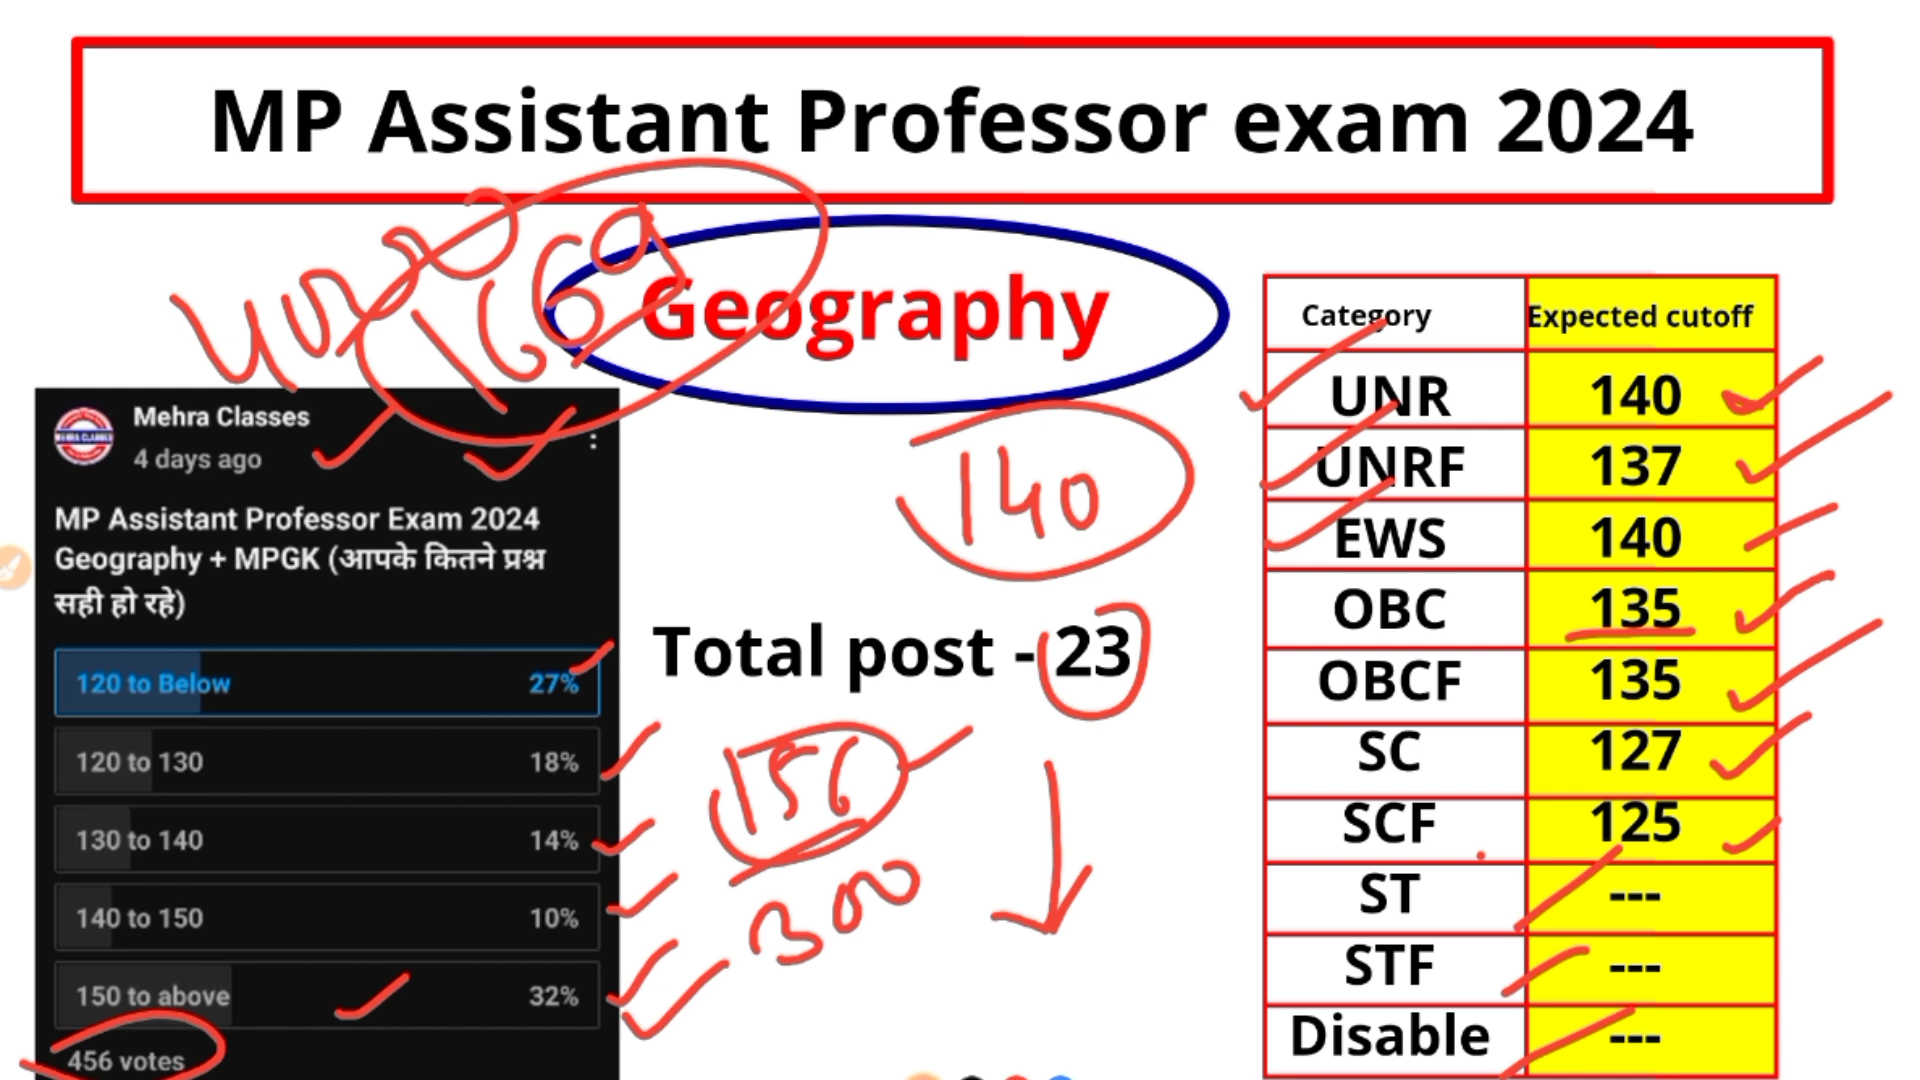 MP Assistant Professor exam 2024
Geography
169
140
Mehra Classes
4 days ago
MP Assistant Professor Exam 2024
Geography + MPGK (आपके कितने प्रश्न
सही हो रहे)
120 to Below 27%
120 to 130 18%
130 to 140 14%
140 to 150 10%
150 to above 32%
456 votes
Total post - 23
156
300
Category Expected cutoff
UNR 140
UNRF 137
EWS 140
OBC 135
OBCF 135
SC 127
SCF 125
ST ---
STF ---
Disable ---